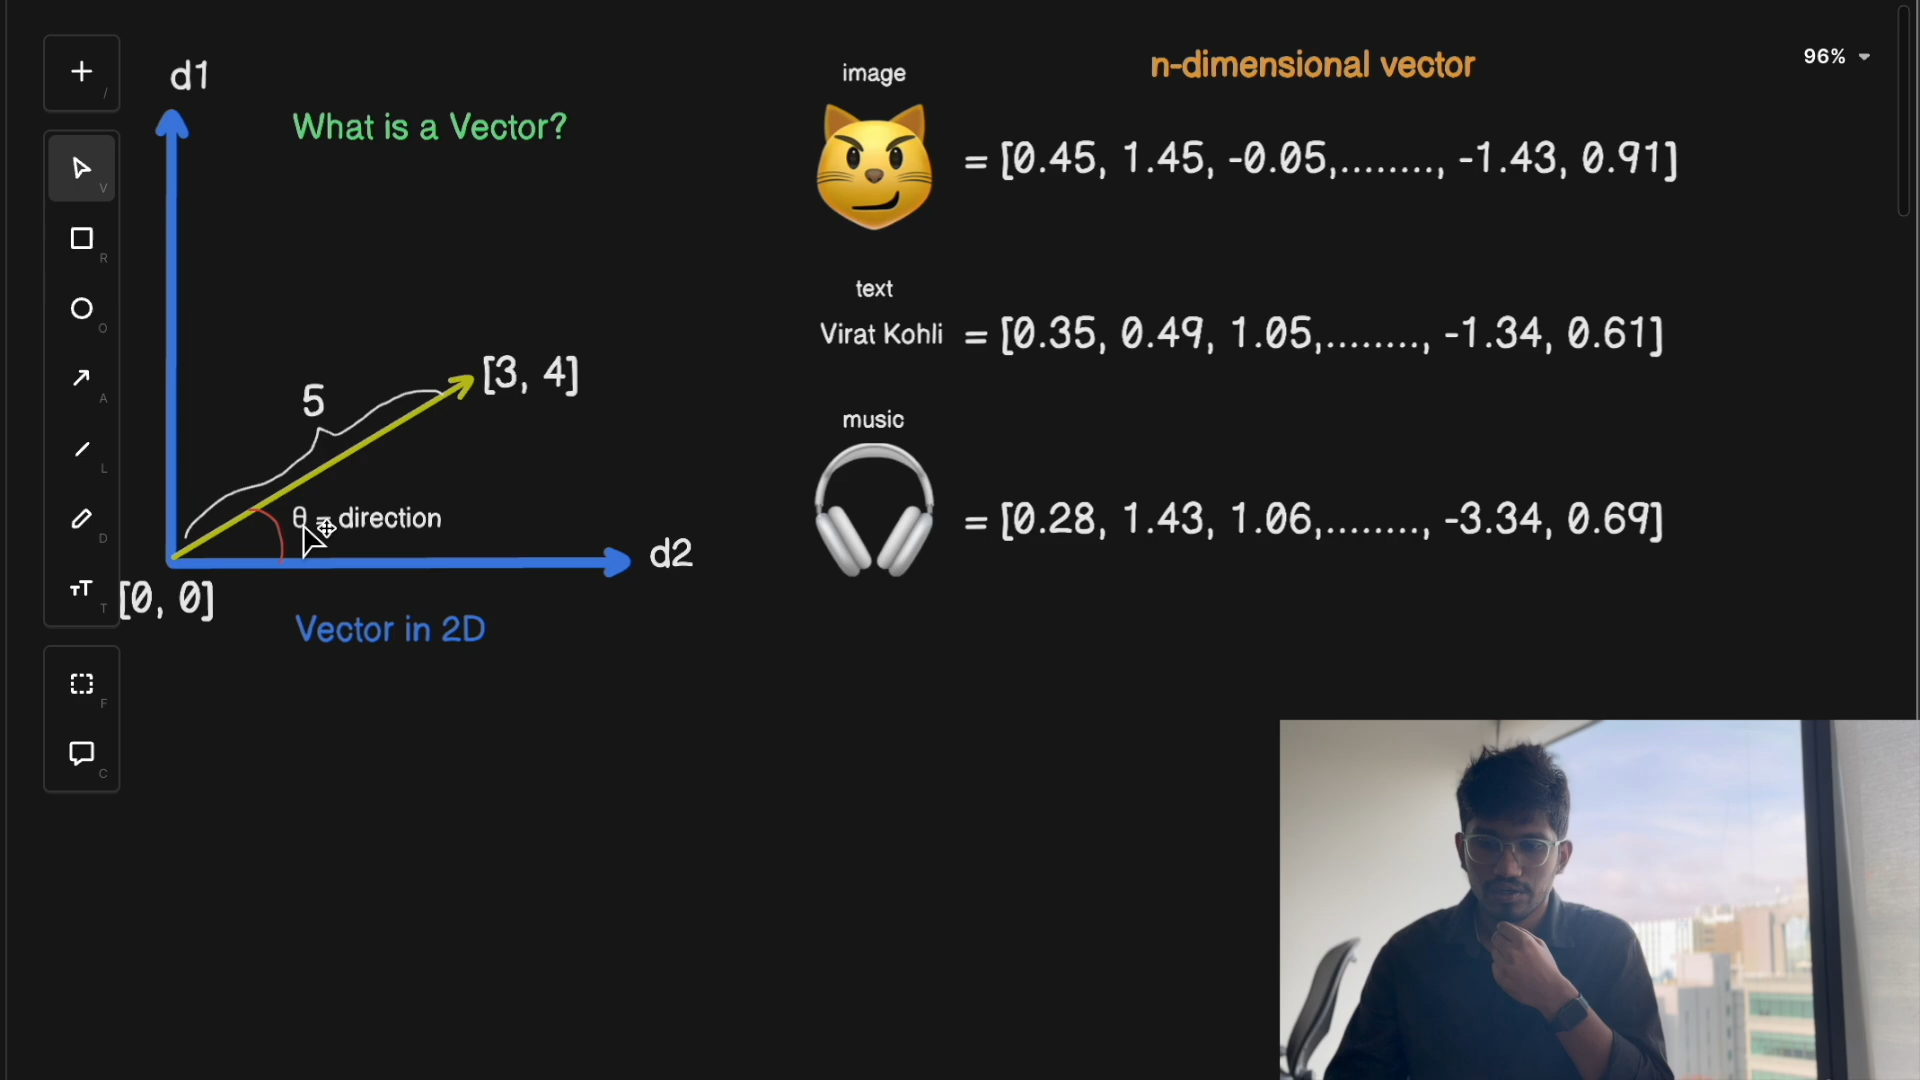 d1
What is a Vector?
5
[3, 4]
θ = direction
d2
[0, 0]
Vector in 2D
n-dimensional vector
image
= [0.45, 1.45, -0.05,........, -1.43, 0.91]
text
Virat Kohli = [0.35, 0.49, 1.05,........, -1.34, 0.61]
music
= [0.28, 1.43, 1.06,........, -3.34, 0.69]
96%
/
V
R
O
A
L
D
TT
T
F
C